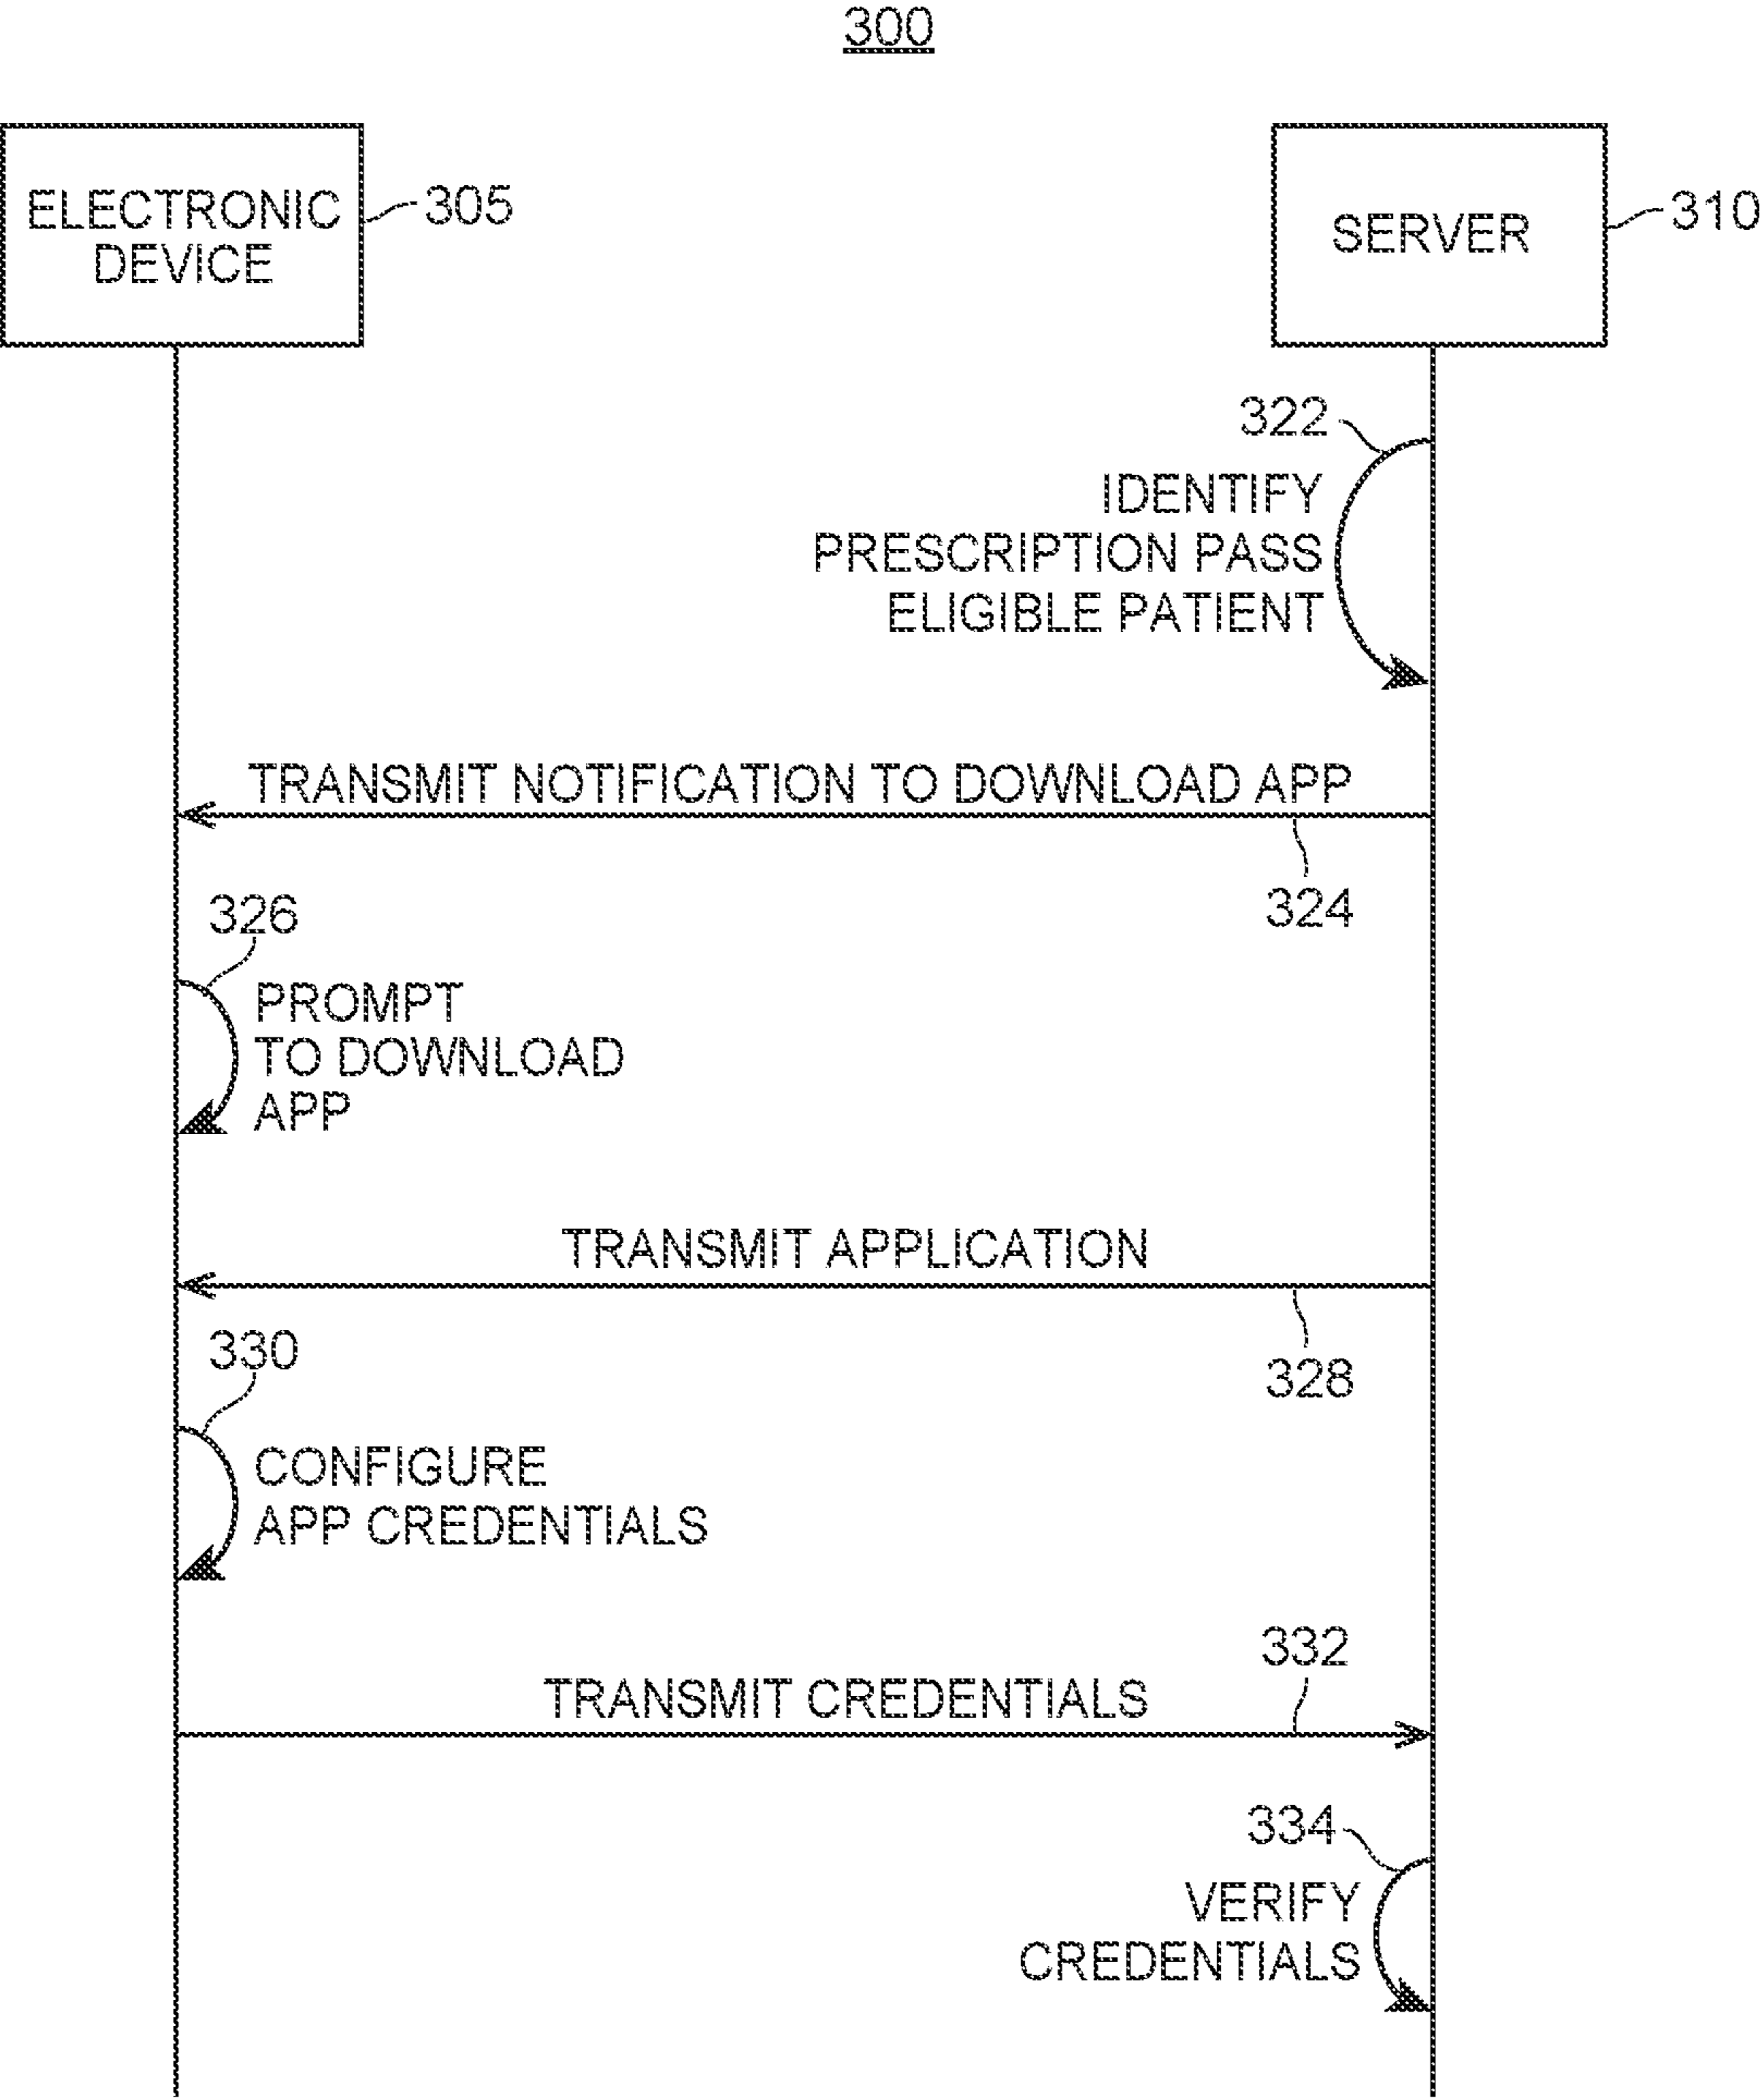 300
ELECTRONIC
DEVICE
305
SERVER
310
322
IDENTIFY
PRESCRIPTION PASS
ELIGIBLE PATIENT
TRANSMIT NOTIFICATION TO DOWNLOAD APP
324
326
PROMPT
TO DOWNLOAD
APP
TRANSMIT APPLICATION
328
330
CONFIGURE
APP CREDENTIALS
332
TRANSMIT CREDENTIALS
334
VERIFY
CREDENTIALS